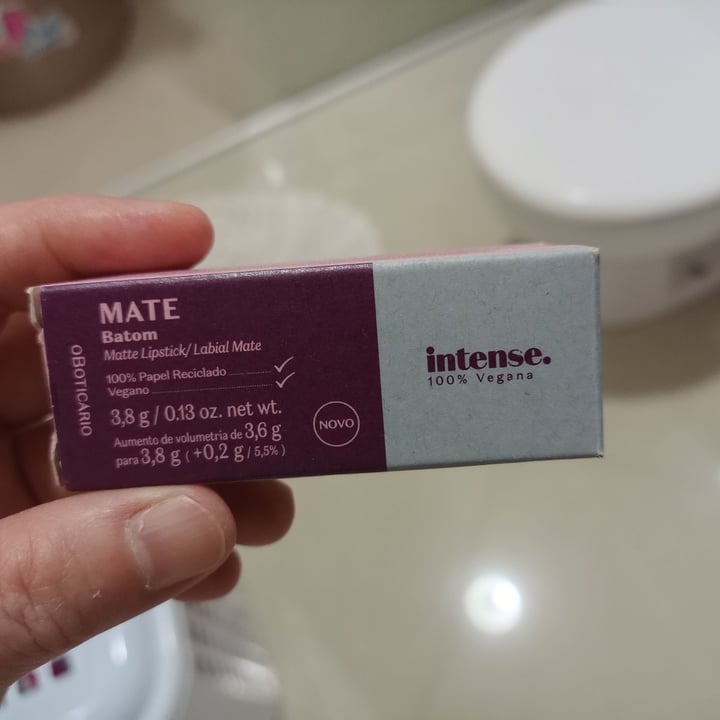 OBOTICÁRIO
MATE
Batom
Matte Lipstick/ Labial Mate
100% Papel Reciclado
Vegano
3,8 g / 0.13 oz. net wt.
Aumento de volumetria de 3,6 g
para 3,8 g ( +0,2 g / 5,5% )
NOVO
intense.
100% Vegana